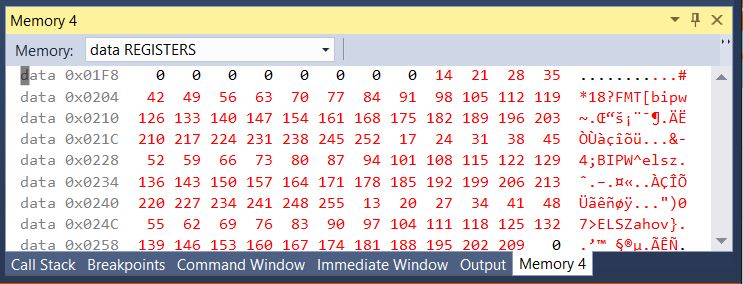 Memory 4
Memory: data REGISTERS
data 0x01F8 0 0 0 0 0 0 0 0 14 21 28 35 ...........#
data 0x0204 42 49 56 63 70 77 84 91 98 105 112 119 *18?FMT[bipw
data 0x0210 126 133 140 147 154 161 168 175 182 189 196 203 ~.Œ“š¡¨¯¶.ÄË
data 0x021C 210 217 224 231 238 245 252 17 24 31 38 45 ÒÙàçîõü...&-
data 0x0228 52 59 66 73 80 87 94 101 108 115 122 129 4;BIPW^elsz.
data 0x0234 136 143 150 157 164 171 178 185 192 199 206 213 ˆ.–.¤«..ÀÇÎÕ
data 0x0240 220 227 234 241 248 255 13 20 27 34 41 48 Üãêñøÿ...")0
data 0x024C 55 62 69 76 83 90 97 104 111 118 125 132 7>ELSZahov}.
data 0x0258 139 146 153 160 167 174 181 188 195 202 209 0 .’™ §®µ.ÃÊÑ.
Call Stack Breakpoints Command Window Immediate Window Output Memory 4